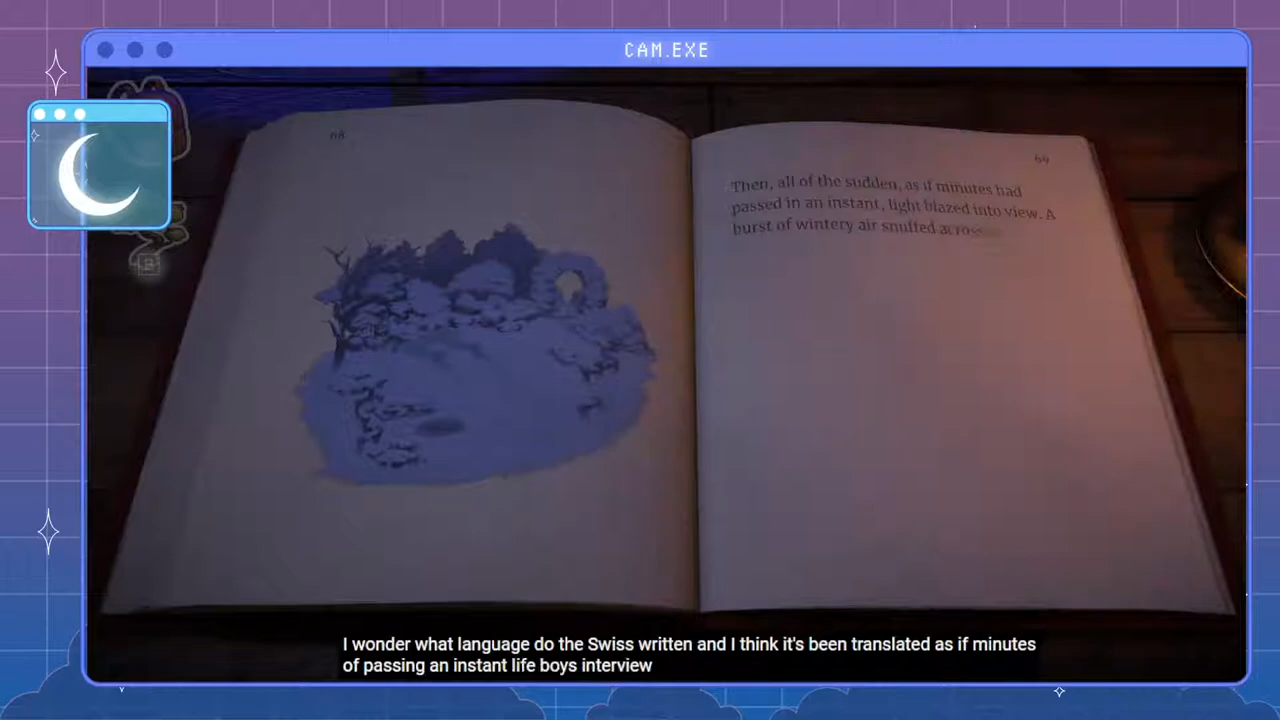 CAM.EXE
68
69
Then, all of the sudden, as if minutes had
passed in an instant, light blazed into view. A
burst of wintery air snuffed across
B
I wonder what language do the Swiss written and I think it's been translated as if minutes
of passing an instant life boys interview